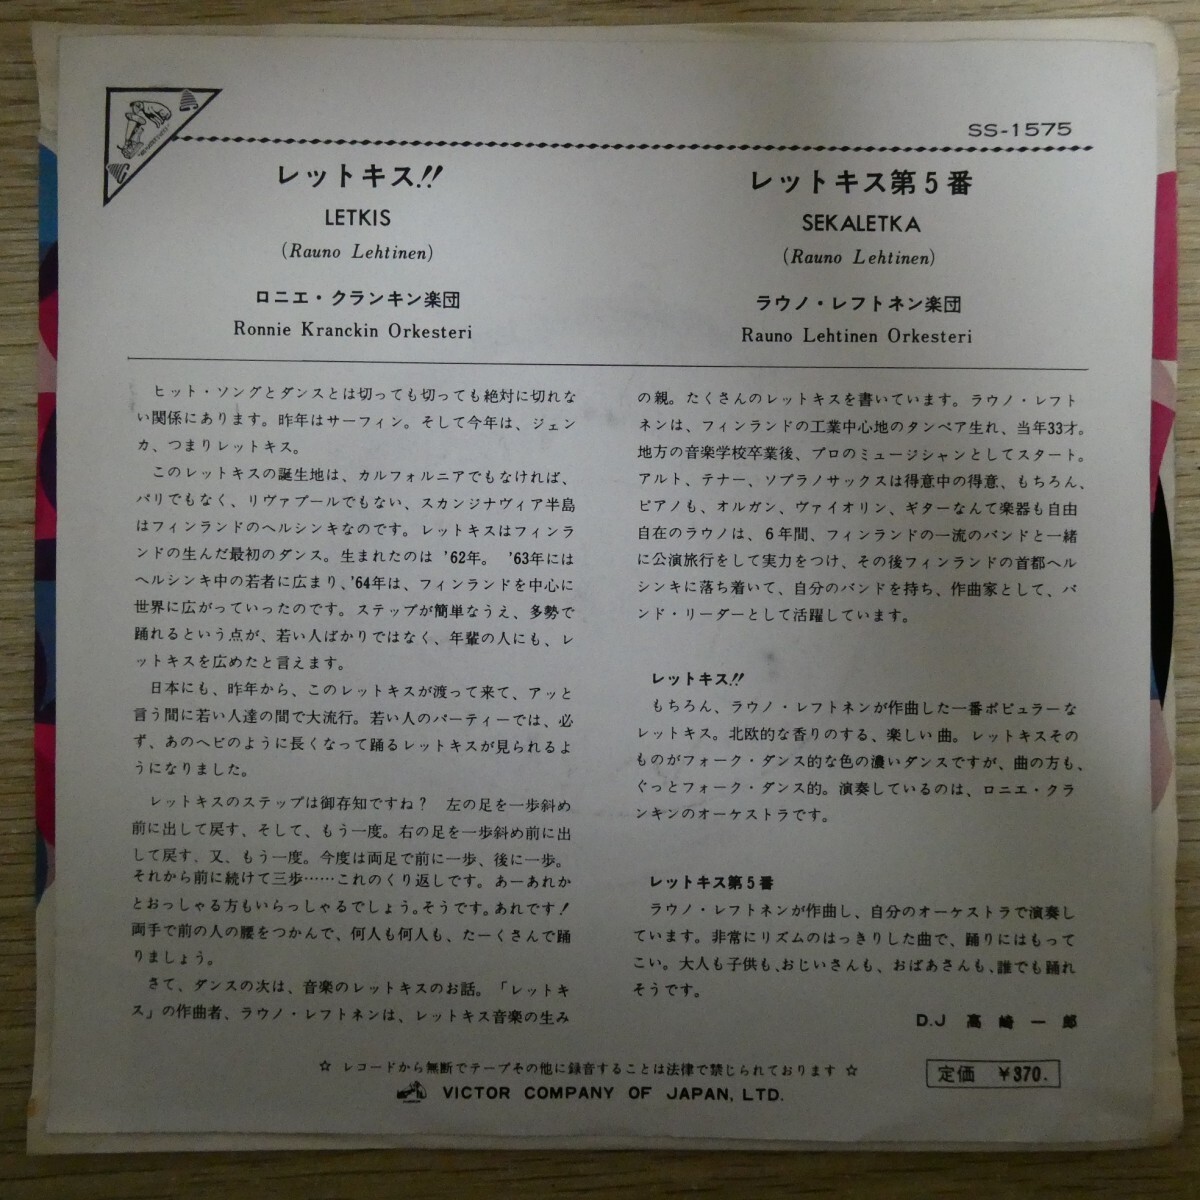 SS-1575
レットキス!!
LETKIS
(Rauno Lehtinen)
ロニエ・クランキン楽団
Ronnie Kranckin Orkesteri
レットキス第5番
SEKALETKA
(Rauno Lehtinen)
ラウノ・レフトネン楽団
Rauno Lehtinen Orkesteri
ヒット・ソングとダンスとは切っても切っても絶対に切れな
い関係にあります。昨年はサーフィン。そして今年は、ジェン
カ、つまりレットキス。
このレットキスの誕生地は、カルフォルニアでもなければ、
パリでもなく、リヴァプールでもない、スカンジナヴィア半島
はフィンランドのヘルシンキなのです。レットキスはフィンラ
ンドの生んだ最初のダンス。生まれたのは '62年。 '63年には
ヘルシンキ中の若者に広まり、'64年は、フィンランドを中心に
世界に広がっていったのです。ステップが簡単なうえ、多勢で
踊れるという点が、若い人ばかりではなく、年輩の人にも、レ
ットキスを広めたと言えます。
日本にも、昨年から、このレットキスが渡って来て、アッと
言う間に若い人達の間で大流行。若い人のパーティーでは、必
ず、あのヘビのように長くなって踊るレットキスが見られるよ
うになりました。
レットキスのステップは御存知ですね? 左の足を一歩斜め
前に出して戻す、そして、もう一度。右の足を一歩斜め前に出
して戻す、又、もう一度。今度は両足で前に一歩、後に一歩。
それから前に続けて三歩……これのくり返しです。あーあれか
とおっしゃる方もいらっしゃるでしょう。そうです。あれです!
両手で前の人の腰をつかんで、何人も何人も、たーくさんで踊
りましょう。
さて、ダンスの次は、音楽のレットキスのお話。「レットキ
ス」の作曲者、ラウノ・レフトネンは、レットキス音楽の生み
の親。たくさんのレットキスを書いています。ラウノ・レフト
ネンは、フィンランドの工業中心地のタンペア生れ、当年33才。
地方の音楽学校卒業後、プロのミュージシャンとしてスタート。
アルト、テナー、ソプラノサックスは得意中の得意、もちろん、
ピアノも、オルガン、ヴァイオリン、ギターなんて楽器も自由
自在のラウノは、6年間、フィンランドの一流のバンドと一緒
に公演旅行をして実力をつけ、その後フィンランドの首都ヘル
シンキに落ち着いて、自分のバンドを持ち、作曲家として、バ
ンド・リーダーとして活躍しています。
レットキス!!
もちろん、ラウノ・レフトネンが作曲した一番ポピュラーな
レットキス。北欧的な香りのする、楽しい曲。レットキスその
ものがフォーク・ダンス的な色の濃いダンスですが、曲の方も、
ぐっとフォーク・ダンス的。演奏しているのは、ロニエ・クラ
ンキンのオーケストラです。
レットキス第5番
ラウノ・レフトネンが作曲し、自分のオーケストラで演奏し
ています。非常にリズムのはっきりした曲で、踊りにはもって
こい。大人も子供も、おじいさんも、おばあさんも、誰でも踊れ
そうです。
D.J 高崎一郎
☆ レコードから無断でテープその他に録音することは法律で禁じられております ☆
VICTOR COMPANY OF JAPAN, LTD.
定価 ¥370.